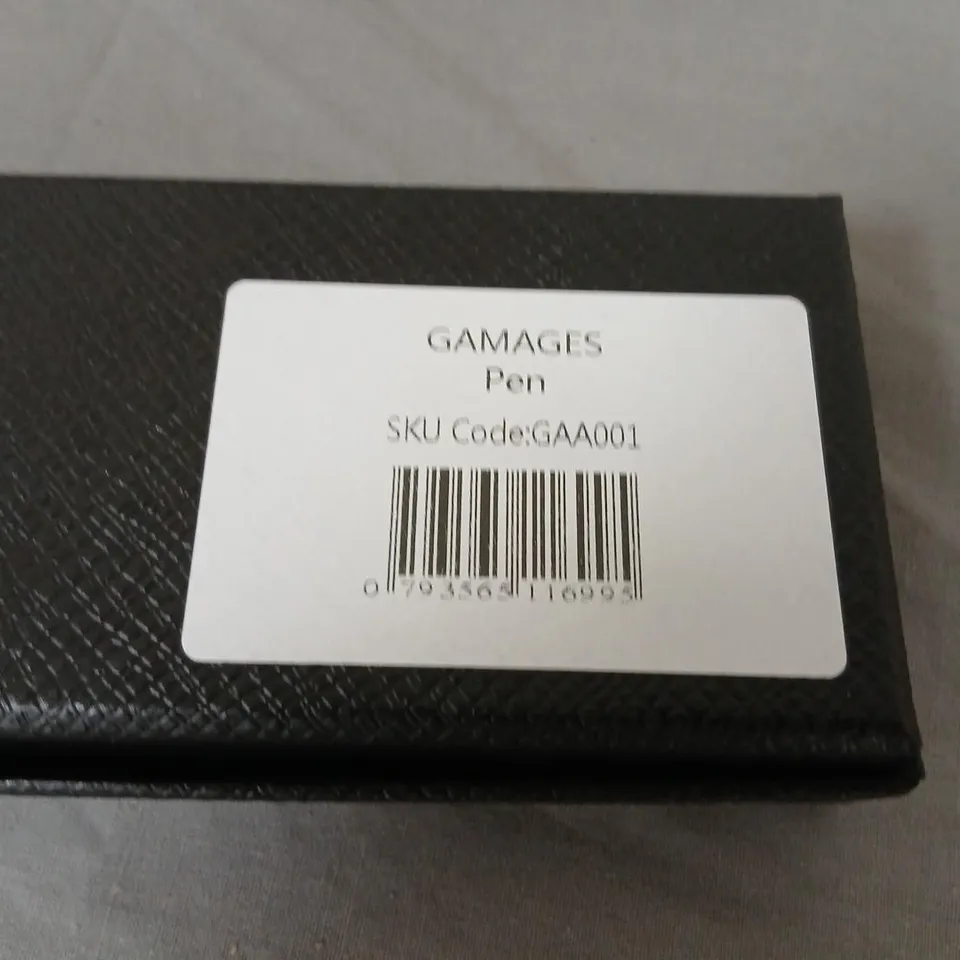 GAMAGES
Pen
SKU Code:GAA001
0 793565 116995